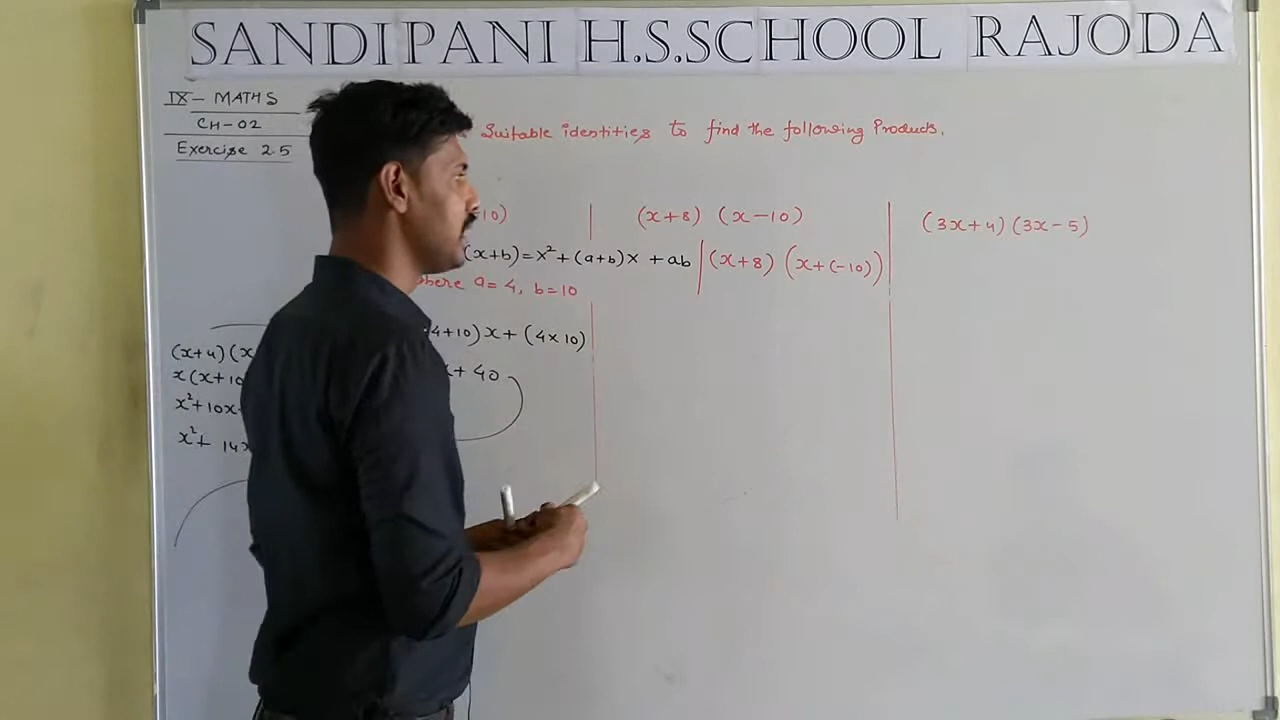 SANDIPANI H.S.SCHOOL RAJODA
IX - MATHS
CH-02
Exercise 2.5
Suitable identities to find the following Products.
10)
(x+8) (x-10)
(3x+4) (3x-5)
(x+b) = x²+(a+b)x + ab
(x+8) (x+(-10))
a=4, b=10
4+10)x+(4×10)
+ 40
(x+4)(x
x(x+10
x²+10x
x²+ 14x